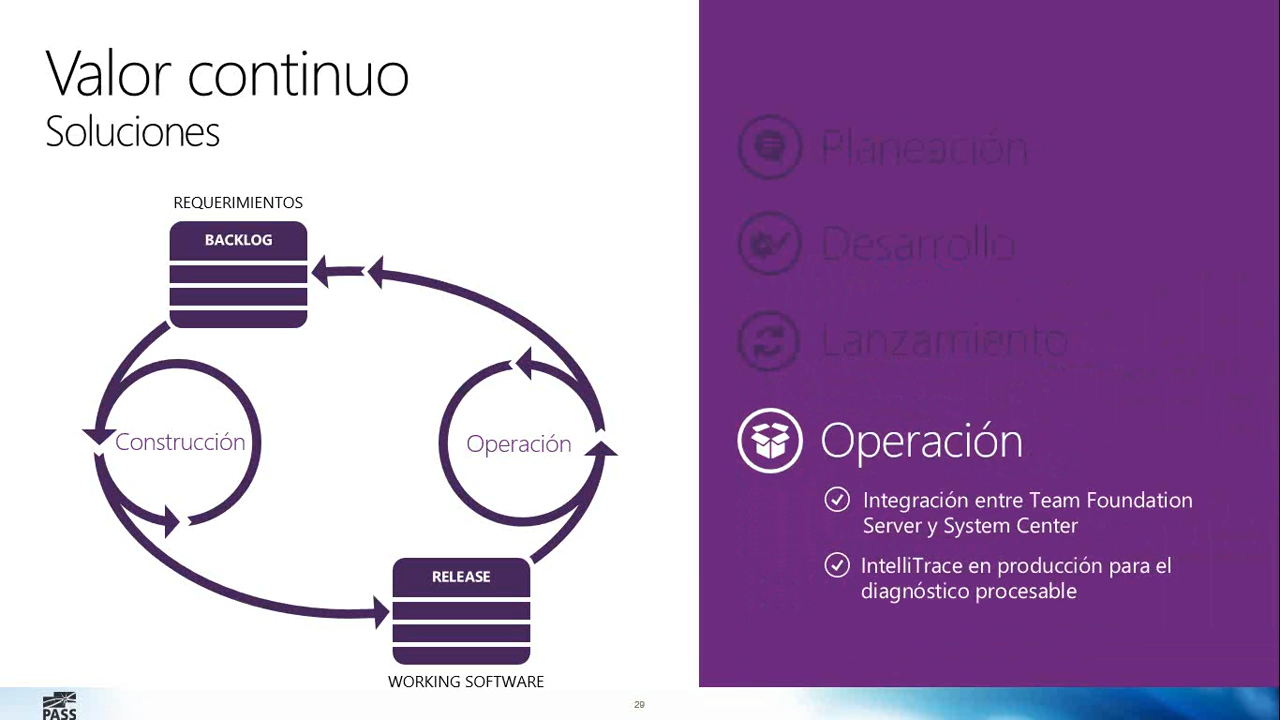 Valor continuo
Soluciones
REQUERIMIENTOS
BACKLOG
Construcción
Operación
RELEASE
WORKING SOFTWARE
Planeación
Desarrollo
Lanzamiento
Operación
Integración entre Team Foundation
Server y System Center
IntelliTrace en producción para el
diagnóstico procesable
PASS
29